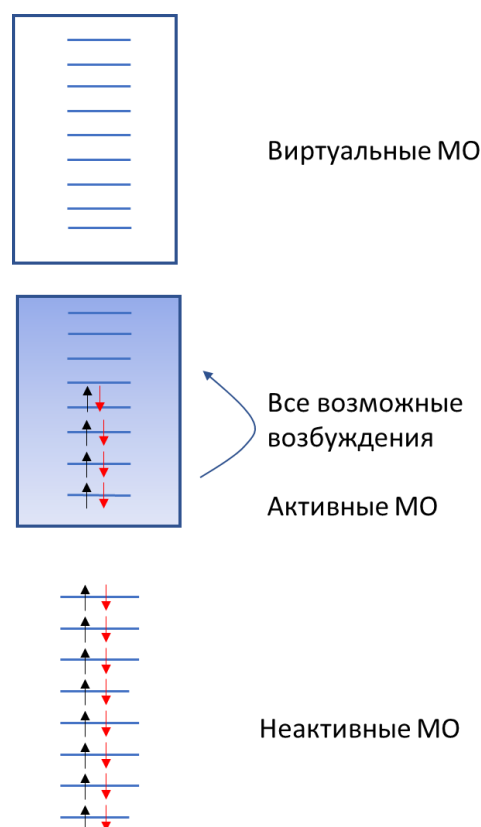 Виртуальные МО
Все возможные
возбуждения
Активные МО
Неактивные МО